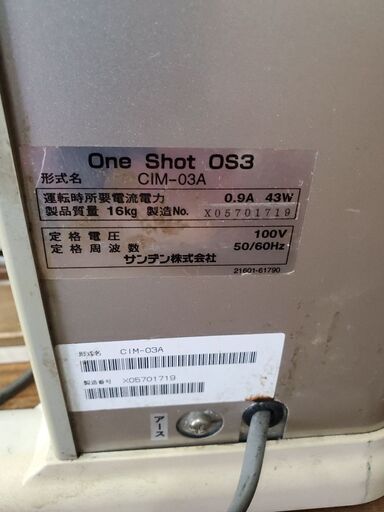 One Shot OS3
形式名 CIM-03A
運転時所要電流電力 0.9A 43W
製品質量 16kg 製造No. X05701719
定格電圧 100V
定格周波数 50/60Hz
サンデン株式会社
21601-61790
形式名 CIM-03A
製造番号 X05701719
アース